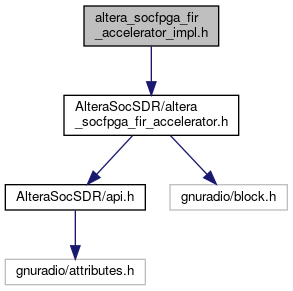 altera_socfpga_fir
_accelerator_impl.h
AlteraSocSDR/altera
_socfpga_fir_accelerator.h
AlteraSocSDR/api.h
gnuradio/block.h
gnuradio/attributes.h